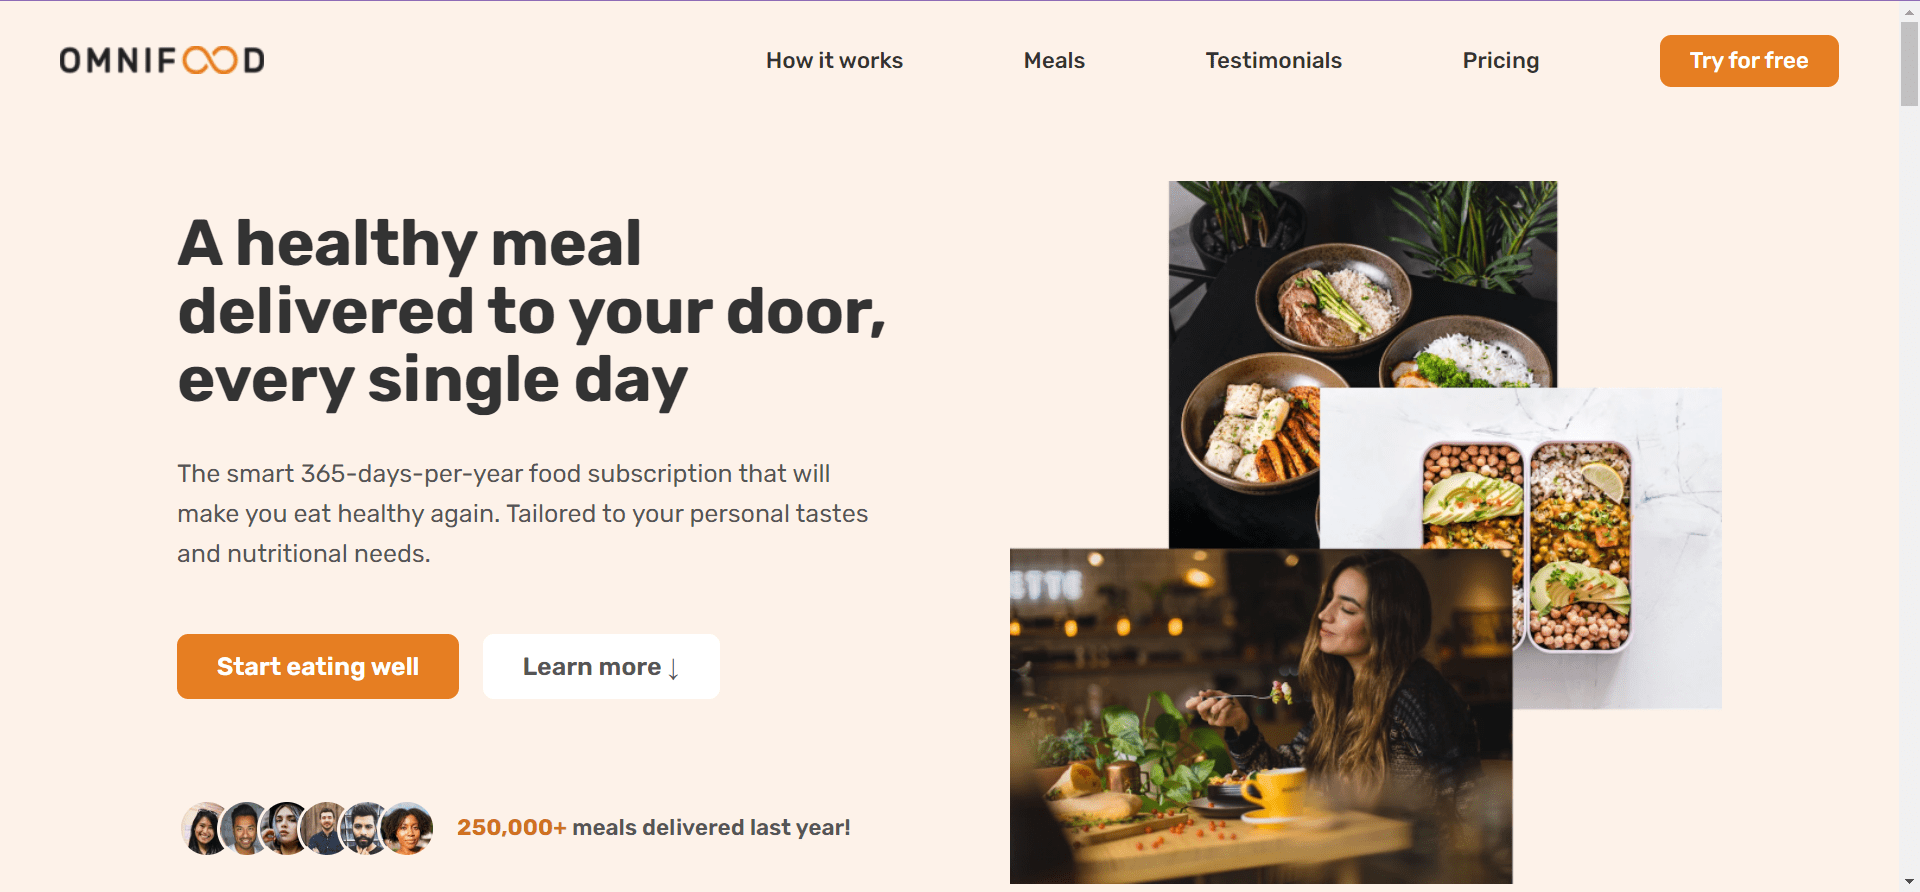 OMNIFOOD
How it works
Meals
Testimonials
Pricing
Try for free
A healthy meal
delivered to your door,
every single day
The smart 365-days-per-year food subscription that will
make you eat healthy again. Tailored to your personal tastes
and nutritional needs.
Start eating well
Learn more ↓
250,000+ meals delivered last year!